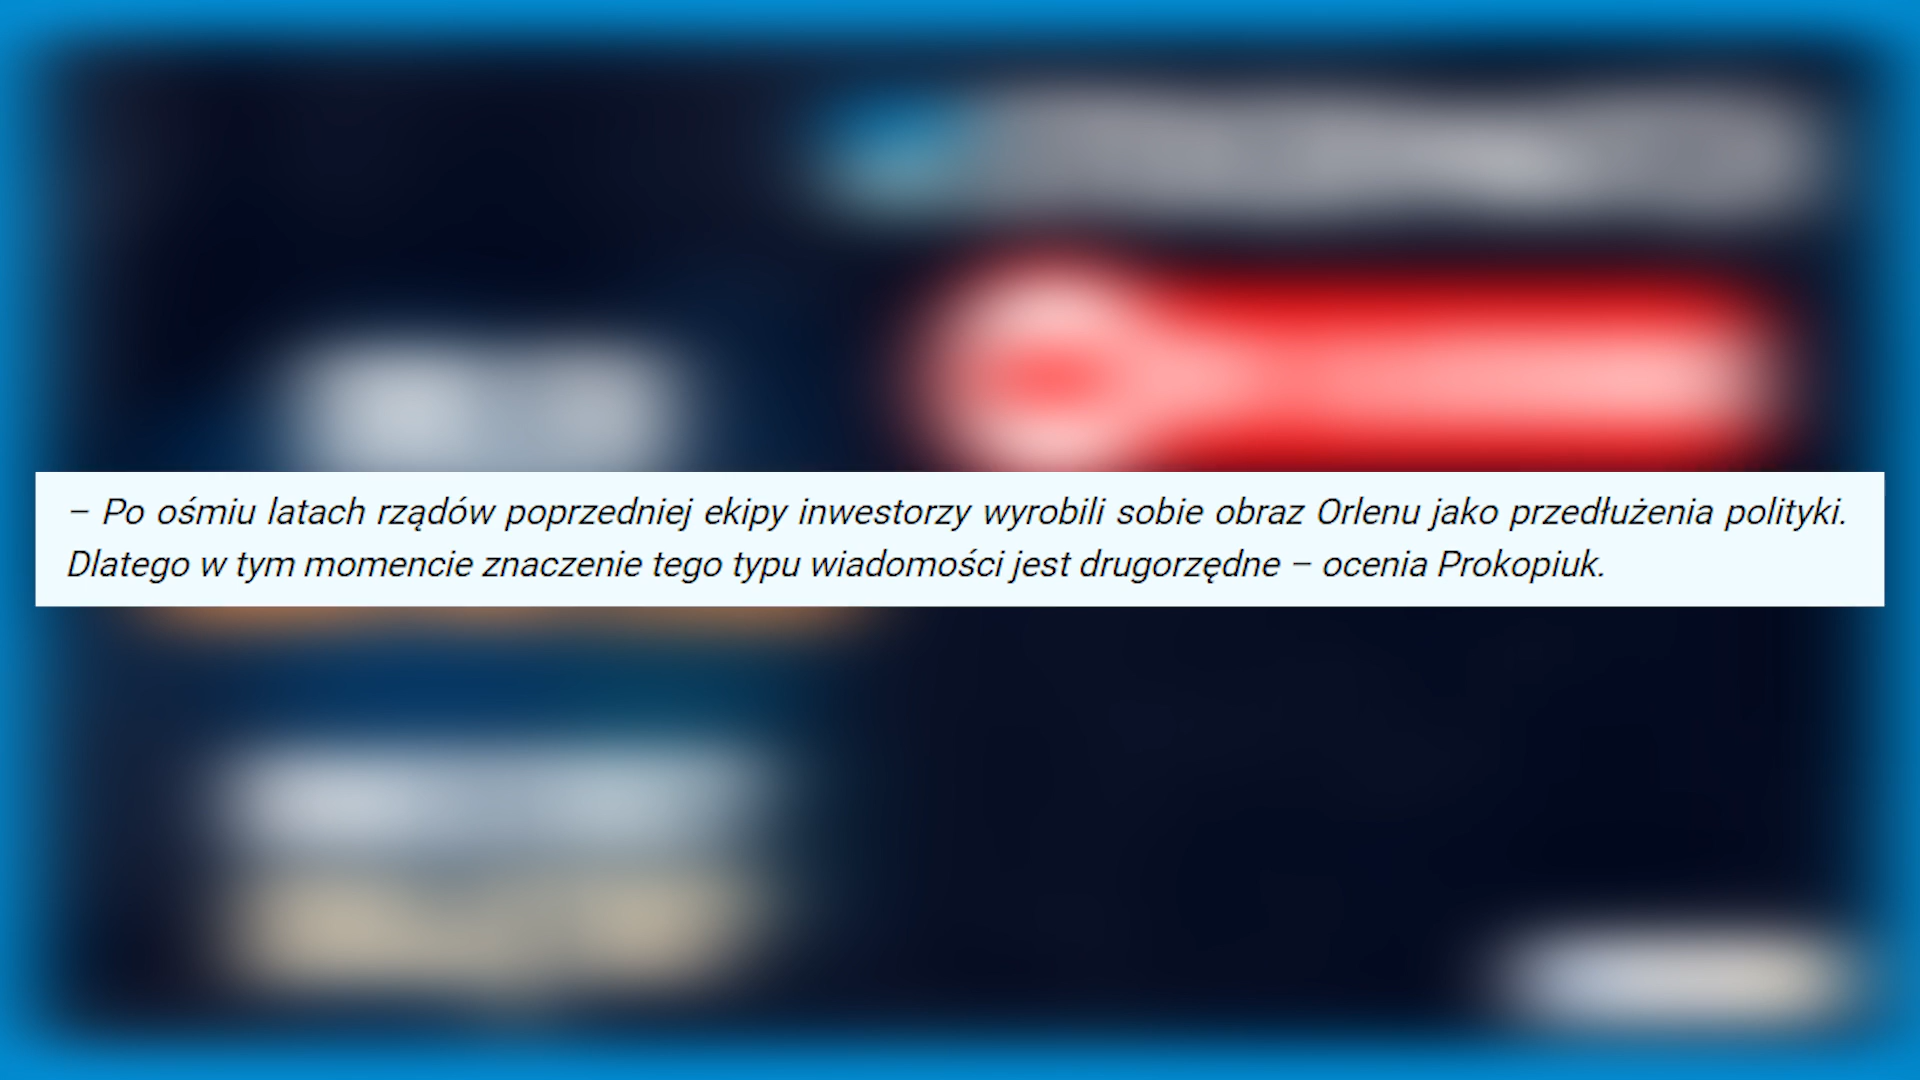 – Po ośmiu latach rządów poprzedniej ekipy inwestorzy wyrobili sobie obraz Orlenu jako przedłużenia polityki.
Dlatego w tym momencie znaczenie tego typu wiadomości jest drugorzędne – ocenia Prokopiuk.